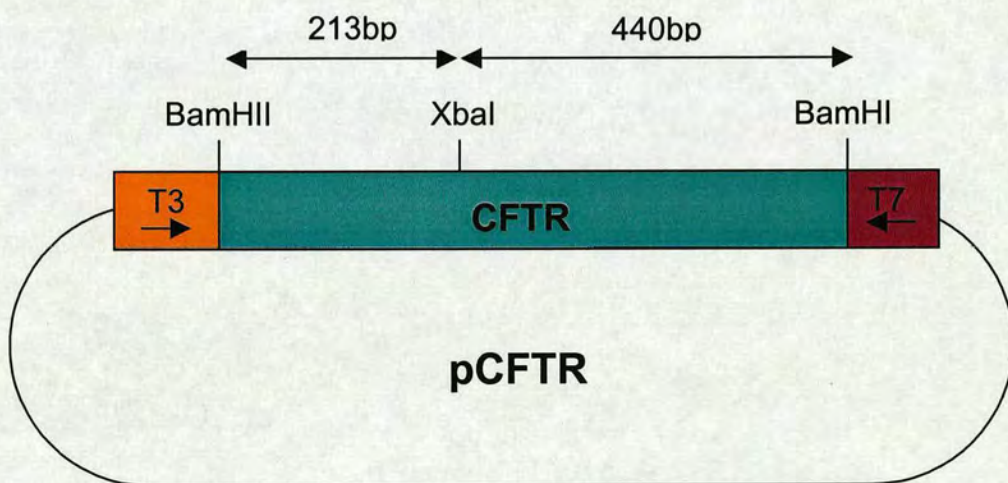 213bp 440bp
BamHII XbaI BamHI
T3 CFTR T7
pCFTR